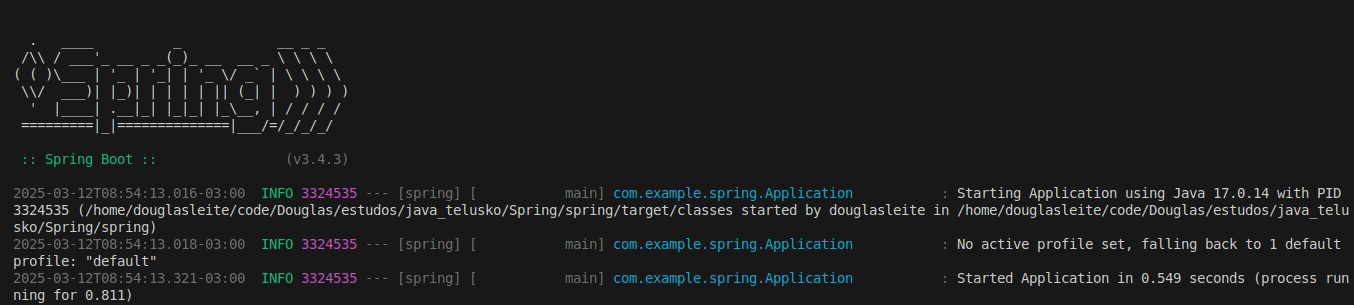 .   ____          _            __ _ _
 /\\ / ___'_ __ _ _(_)_ __  __ _ \ \ \ \
( ( )\___ | '_ | '_| | '_ \/ _` | \ \ \ \
 \\/  ___)| |_)| | | | | || (_| |  ) ) ) )
  '  |____| .__|_| |_|_| |_\__, | / / / /
 =========|_|==============|___/=/_/_/_/
 :: Spring Boot ::                (v3.4.3)
2025-03-12T08:54:13.016-03:00  INFO 3324535 --- [spring] [           main] com.example.spring.Application           : Starting Application using Java 17.0.14 with PID
3324535 (/home/douglasleite/code/Douglas/estudos/java_telusko/Spring/spring/target/classes started by douglasleite in /home/douglasleite/code/Douglas/estudos/java_telu
sko/Spring/spring)
2025-03-12T08:54:13.018-03:00  INFO 3324535 --- [spring] [           main] com.example.spring.Application           : No active profile set, falling back to 1 default
profile: "default"
2025-03-12T08:54:13.321-03:00  INFO 3324535 --- [spring] [           main] com.example.spring.Application           : Started Application in 0.549 seconds (process run
ning for 0.811)